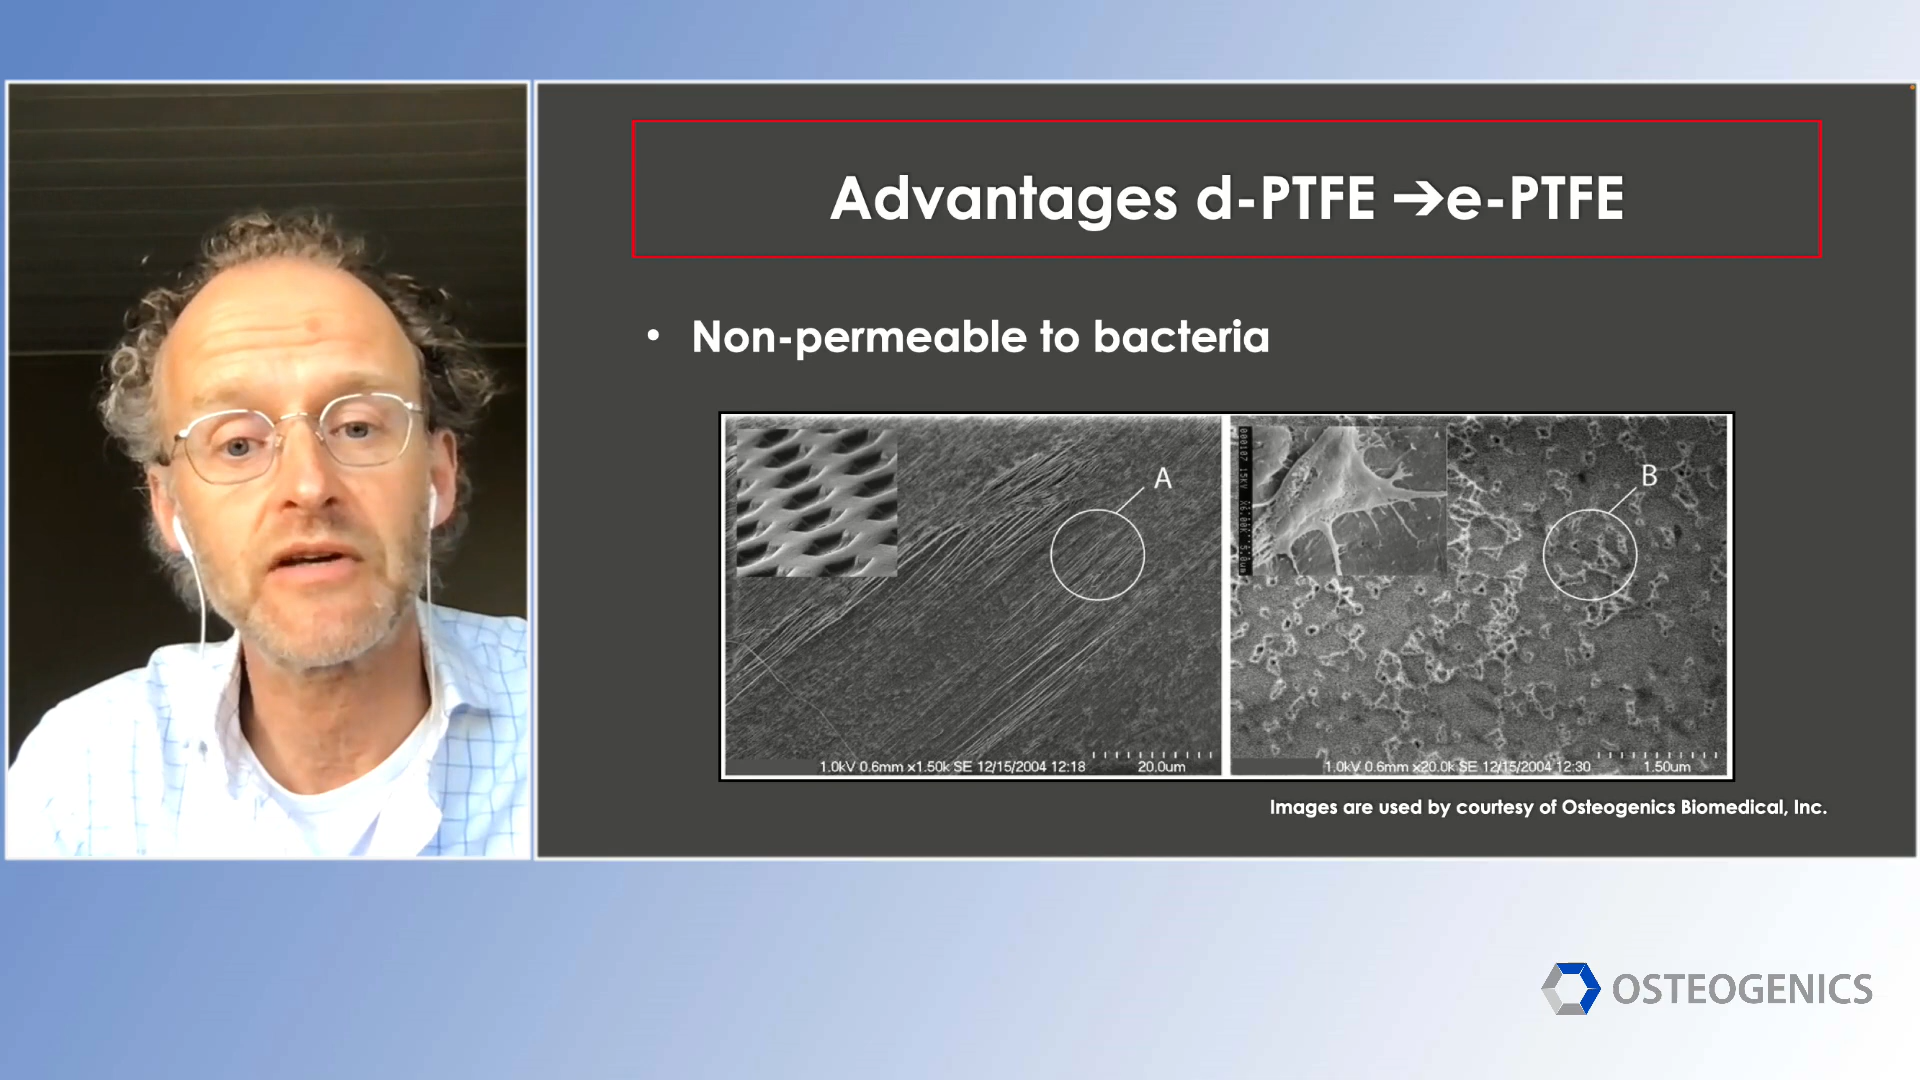 Advantages d-PTFE ➔e-PTFE
• Non-permeable to bacteria
A
B
1.0kV 0.6mm x1.50k SE 12/15/2004 12:18 20.0um
1.0kV 0.6mm x20.0k SE 12/15/2004 12:30 1.50um
Images are used by courtesy of Osteogenics Biomedical, Inc.
OSTEOGENICS